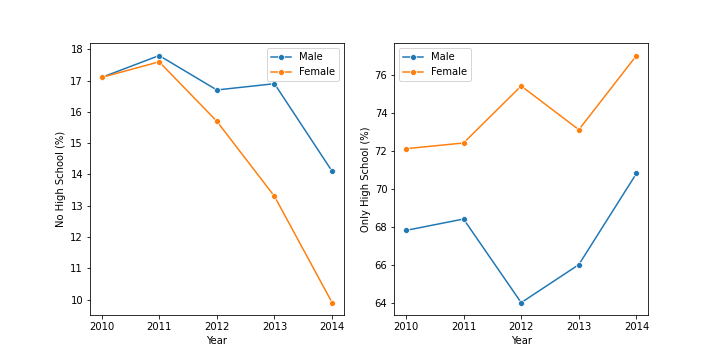 No High School (%)
18
17
16
15
14
13
12
11
10
Male
Female
2010 2011 2012 2013 2014
Year
Only High School (%)
76
74
72
70
68
66
64
Male
Female
2010 2011 2012 2013 2014
Year